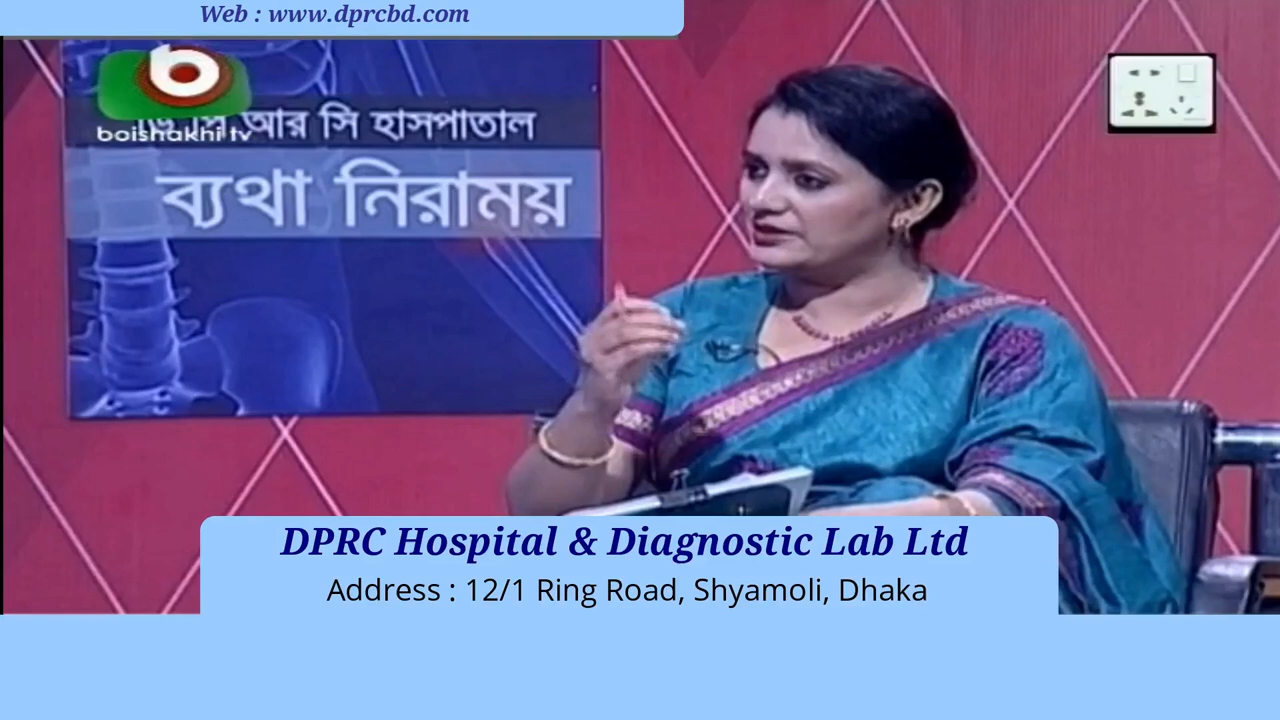 Web : www.dprcbd.com
boishakhi tv
ডি পি আর সি হাসপাতাল
ব্যথা নিরাময়
DPRC Hospital & Diagnostic Lab Ltd
Address : 12/1 Ring Road, Shyamoli, Dhaka